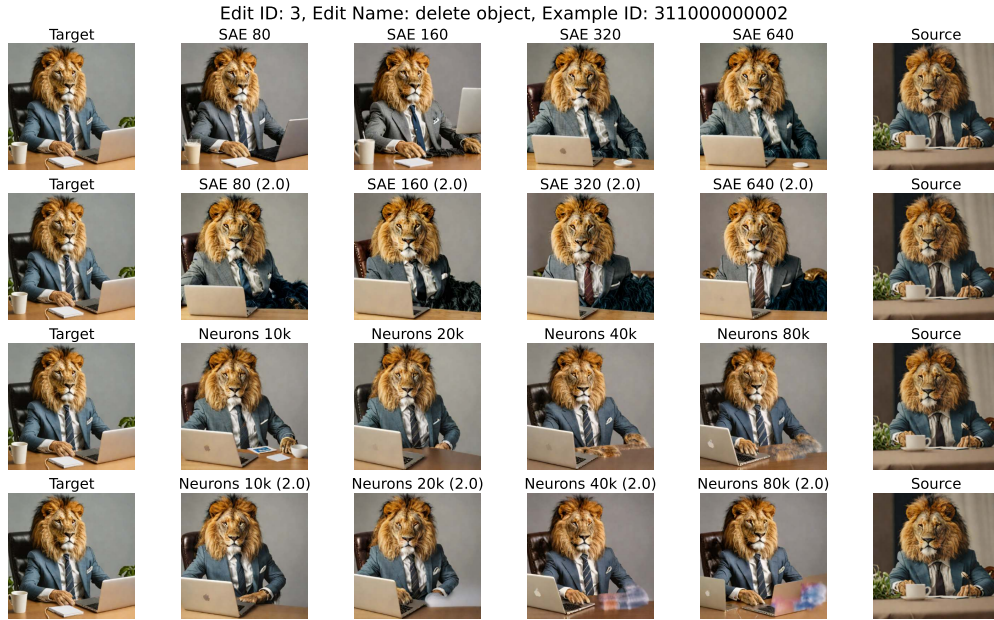 Edit ID: 3, Edit Name: delete object, Example ID: 311000000002
Target SAE 80 SAE 160 SAE 320 SAE 640 Source
Target SAE 80 (2.0) SAE 160 (2.0) SAE 320 (2.0) SAE 640 (2.0) Source
Target Neurons 10k Neurons 20k Neurons 40k Neurons 80k Source
Target Neurons 10k (2.0) Neurons 20k (2.0) Neurons 40k (2.0) Neurons 80k (2.0) Source